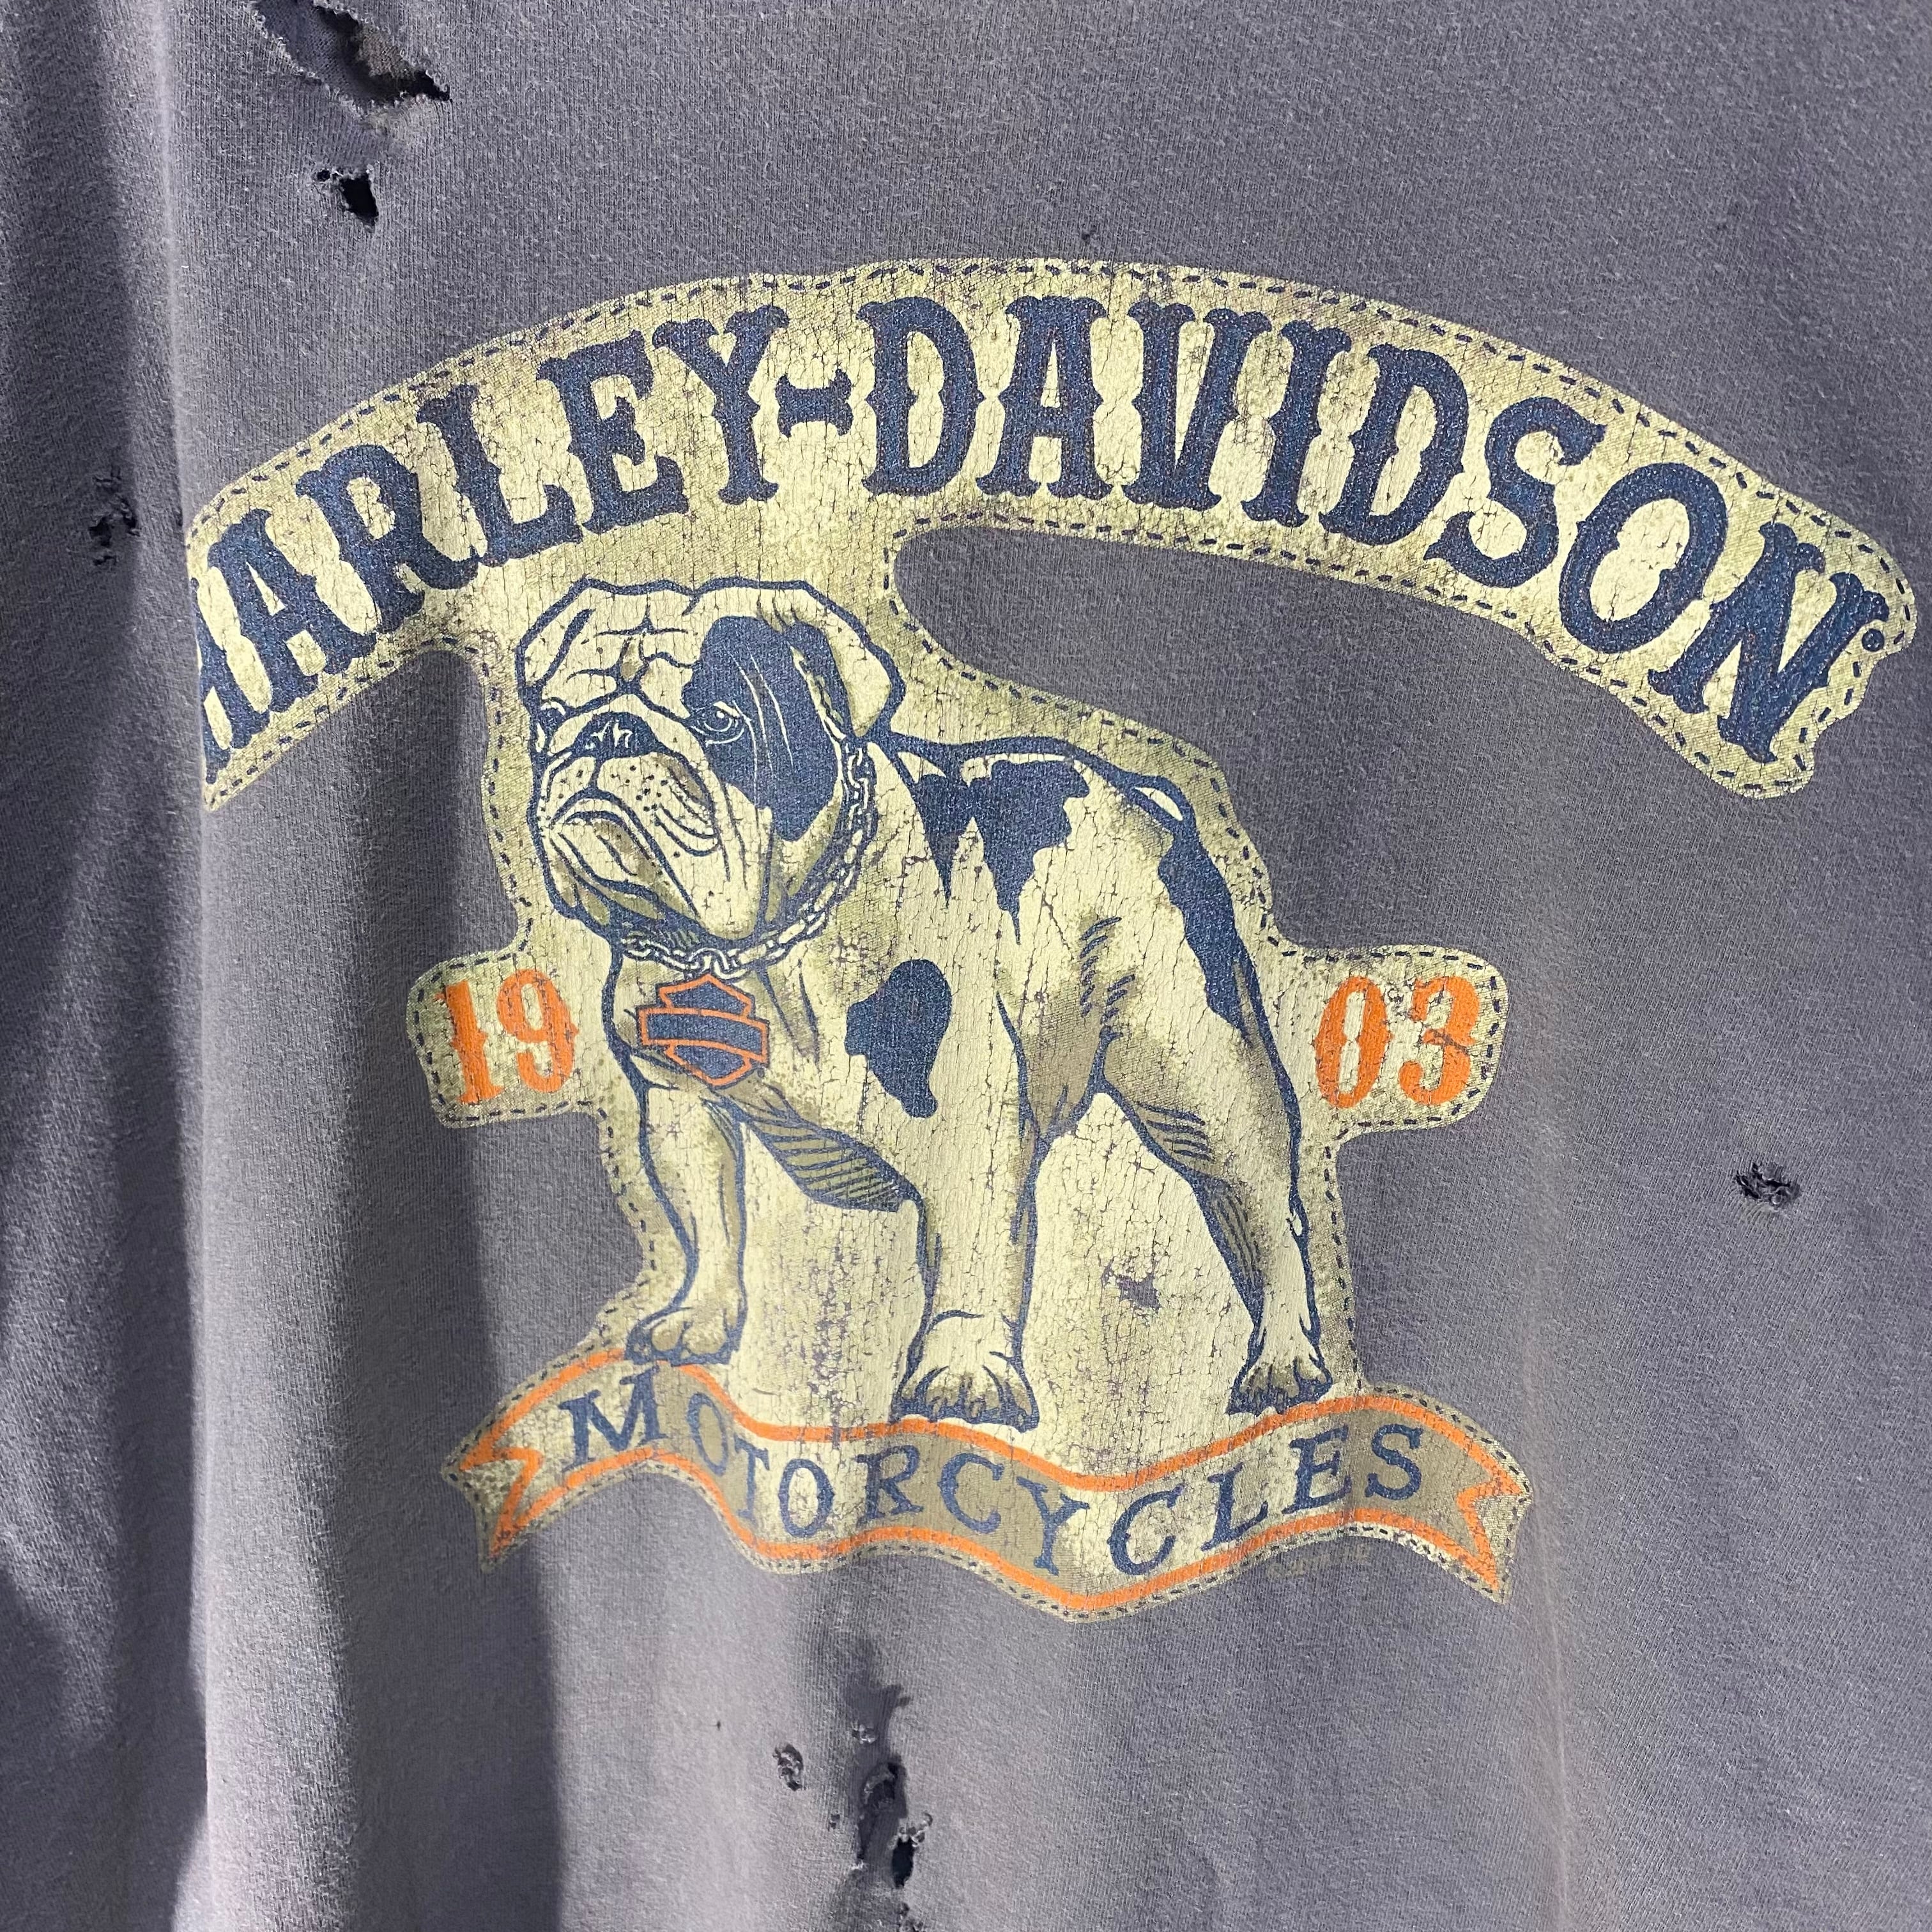 HARLEY-DAVIDSON
19 03
MOTORCYCLES